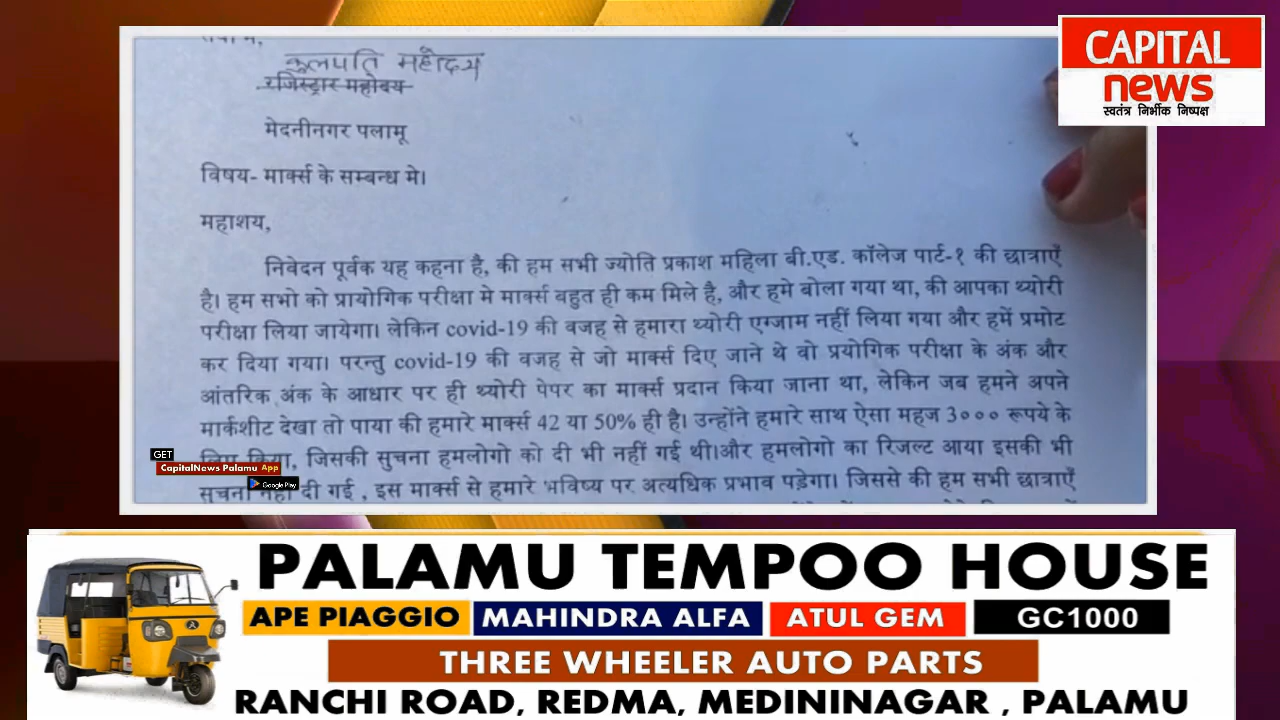 CAPITAL
news
स्वतंत्र निर्भीक निष्पक्ष
कुलपति महोदय
रजिस्ट्रार महोदय
मेदनीनगर पलामू
विषय- मार्क्स के सम्बन्ध मे।
महाशय,
निवेदन पूर्वक यह कहना है, की हम सभी ज्योति प्रकाश महिला बी.एड. कॉलेज पार्ट-१ की छात्राएँ
है। हम सभो को प्रायोगिक परीक्षा मे मार्क्स बहुत ही कम मिले है, और हमे बोला गया था, की आपका थ्योरी
परीक्षा लिया जायेगा। लेकिन covid-19 की वजह से हमारा थ्योरी एग्जाम नहीं लिया गया और हमें प्रमोट
कर दिया गया। परन्तु covid-19 की वजह से जो मार्क्स दिए जाने थे वो प्रयोगिक परीक्षा के अंक और
आंतरिक अंक के आधार पर ही थ्योरी पेपर का मार्क्स प्रदान किया जाना था, लेकिन जब हमने अपने
मार्कशीट देखा तो पाया की हमारे मार्क्स 42 या 50% ही है। उन्होंने हमारे साथ ऐसा महज 3००० रूपये के
लिए किया, जिसकी सुचना हमलोगो को दी भी नहीं गई थी।और हमलोगो का रिजल्ट आया इसकी भी
सुचना नहीं दी गई , इस मार्क्स से हमारे भविष्य पर अत्यधिक प्रभाव पड़ेगा। जिससे की हम सभी छात्राएँ
GET
CapitalNews Palamu App
Google Play
PALAMU TEMPOO HOUSE
APE PIAGGIO MAHINDRA ALFA ATUL GEM GC1000
THREE WHEELER AUTO PARTS
RANCHI ROAD, REDMA, MEDININAGAR , PALAMU